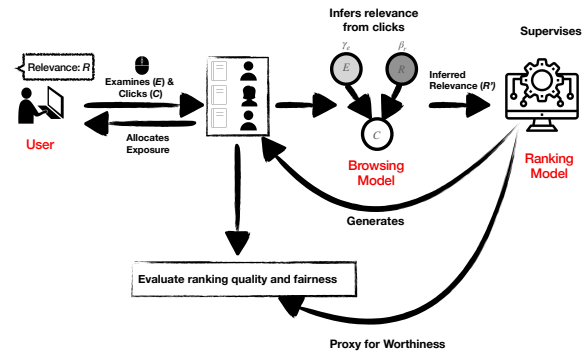 Infers relevance
from clicks
Supervises
γₑ
βᵣ
Relevance: R
Examines (E) &
Clicks (C)
E
R
Inferred
Relevance (R')
C
User
Allocates
Exposure
Browsing
Model
Ranking
Model
Generates
Evaluate ranking quality and fairness
Proxy for Worthiness